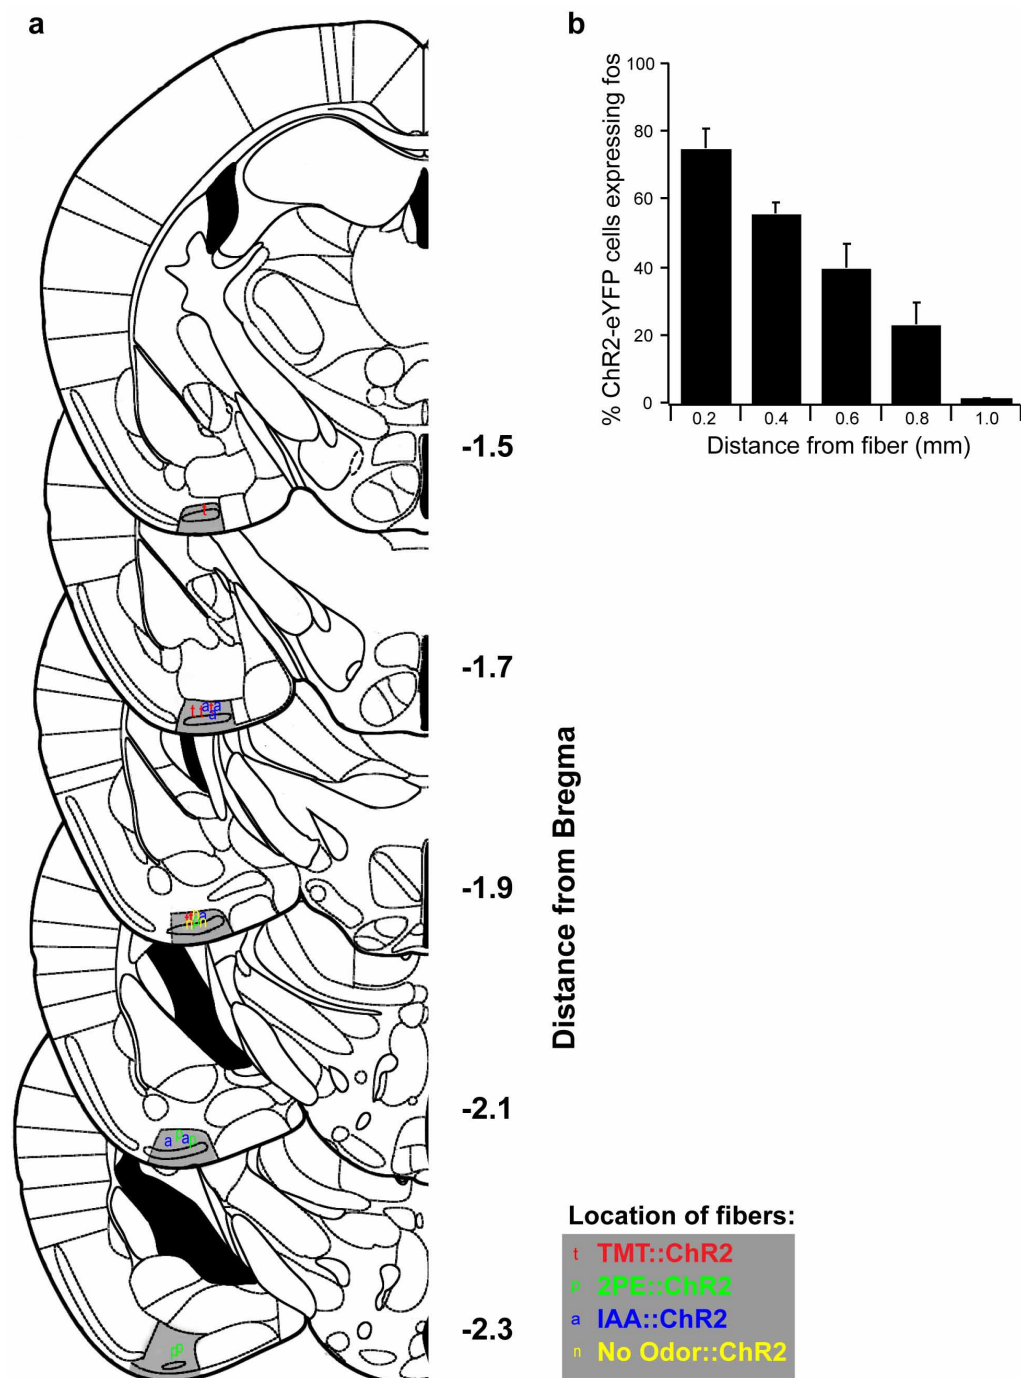 a
-1.5
-1.7
-1.9
-2.1
-2.3
Distance from Bregma
t
t t a t a
a
a p a p
p p
b
% ChR2-eYFP cells expressing fos
100
80
60
40
20
0
0.2 0.4 0.6 0.8 1.0
Distance from fiber (mm)
Location of fibers:
t TMT::ChR2
p 2PE::ChR2
a IAA::ChR2
n No Odor::ChR2